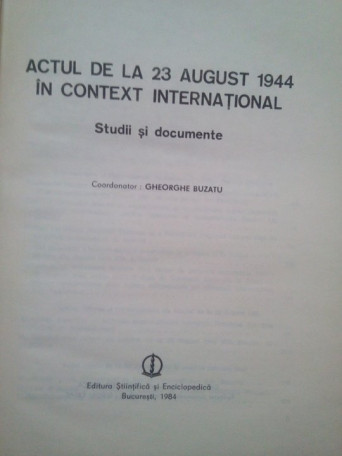 ACTUL DE LA 23 AUGUST 1944
ÎN CONTEXT INTERNAȚIONAL
Studii și documente
Coordonator : GHEORGHE BUZATU
Editura Științifică și Enciclopedică
București, 1984